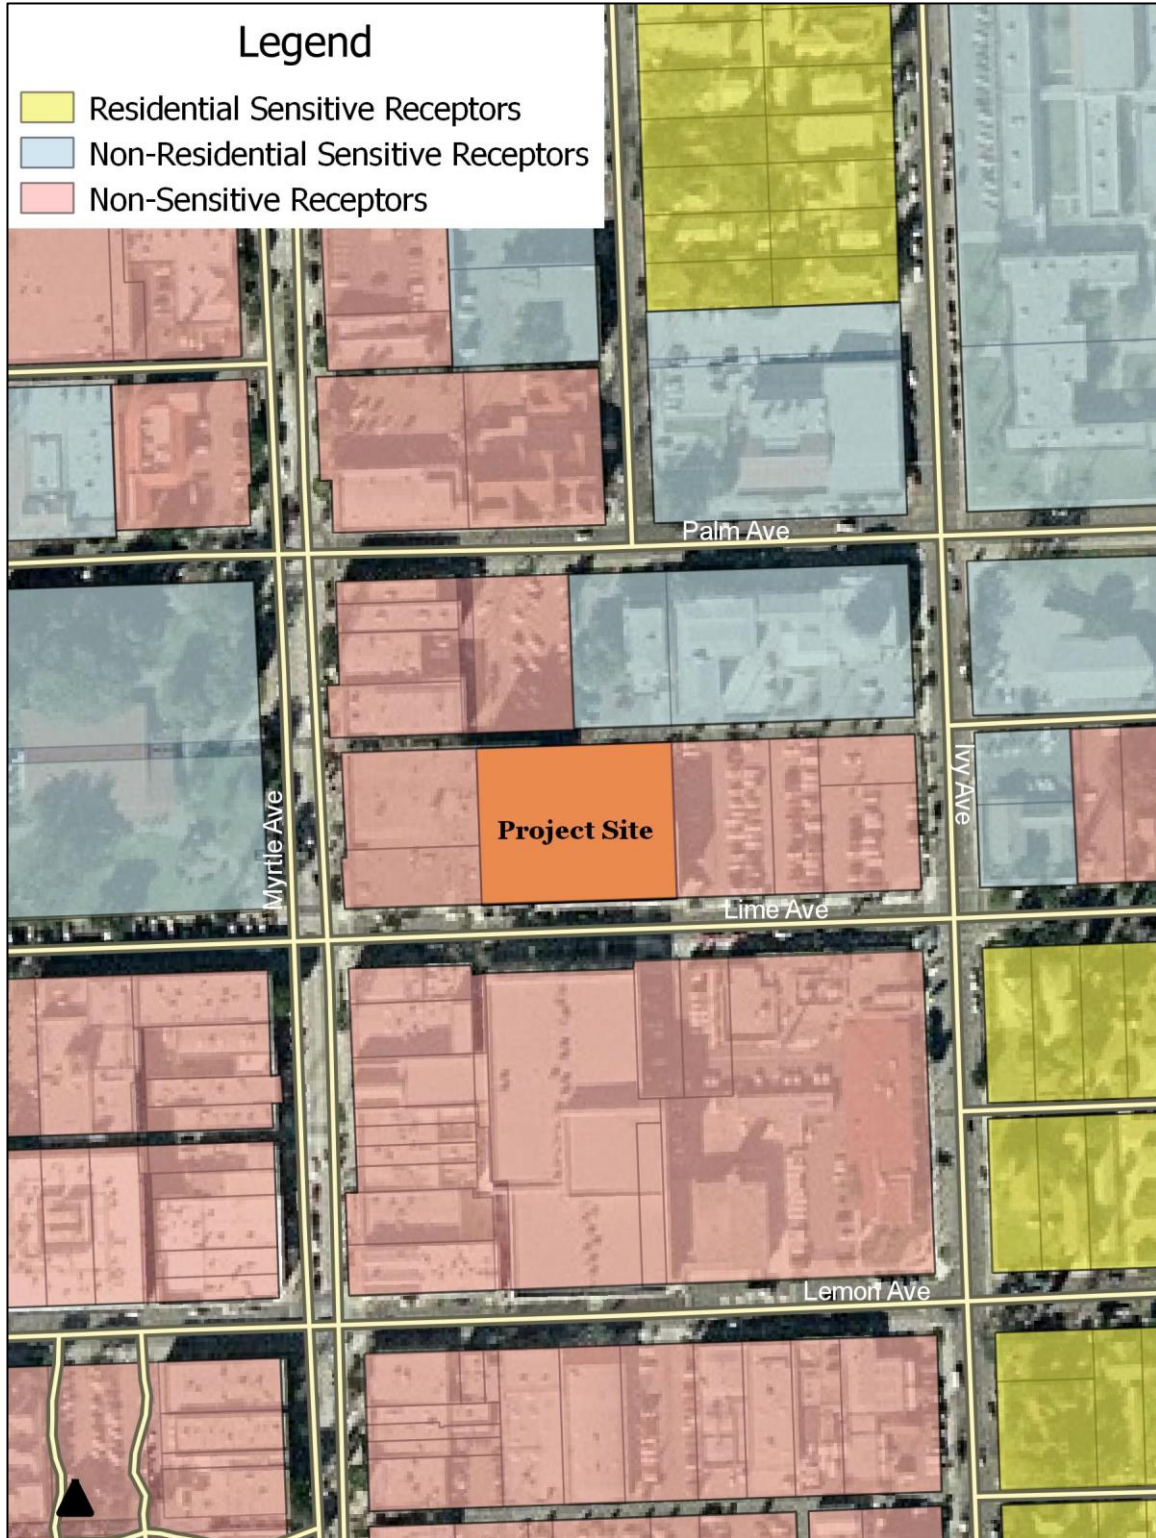 Legend
Residential Sensitive Receptors
Non-Residential Sensitive Receptors
Non-Sensitive Receptors
Palm Ave
Myrtle Ave
Ivy Ave
Project Site
Lime Ave
Lemon Ave